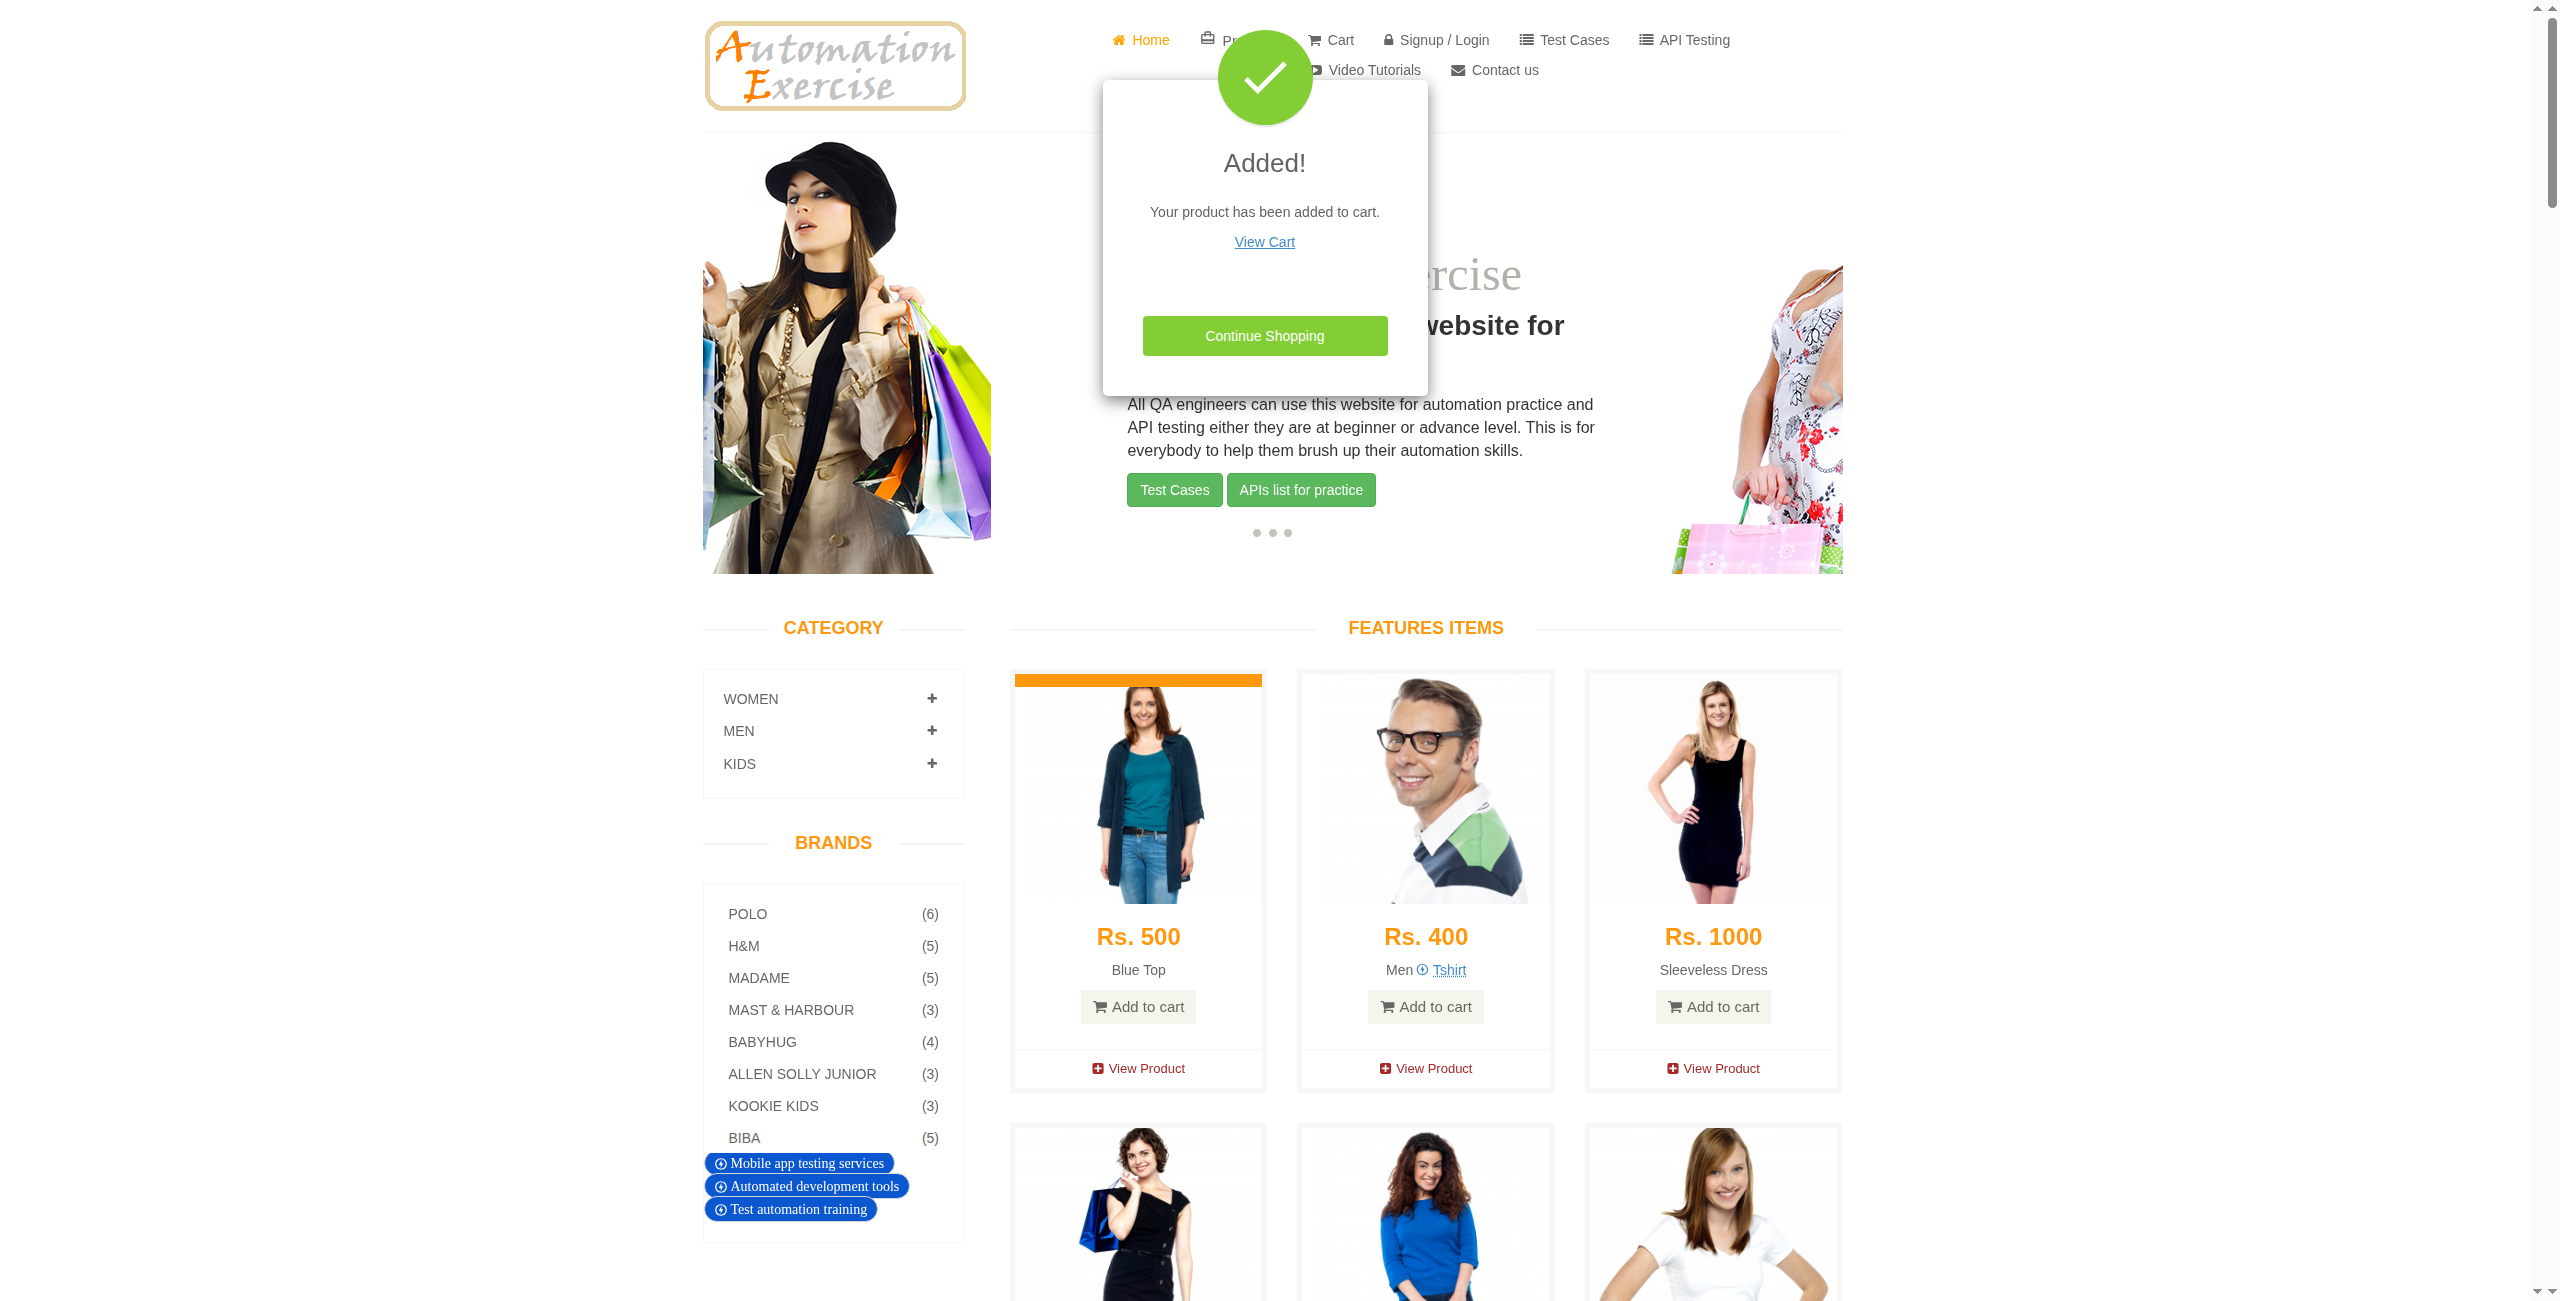 Automation
Exercise
Home
Cart
Signup / Login
Test Cases
API Testing
Video Tutorials
Contact us
Added!
Your product has been added to cart.
View Cart
Continue Shopping
website for
All QA engineers can use this website for automation practice and
API testing either they are at beginner or advance level. This is for
everybody to help them brush up their automation skills.
Test Cases
APIs list for practice
CATEGORY
WOMEN
MEN
KIDS
BRANDS
POLO (6)
H&M (5)
MADAME (5)
MAST & HARBOUR (3)
BABYHUG (4)
ALLEN SOLLY JUNIOR (3)
KOOKIE KIDS (3)
BIBA (5)
Mobile app testing services
Automated development tools
Test automation training
FEATURES ITEMS
Rs. 500
Blue Top
Add to cart
View Product
Rs. 400
Men Tshirt
Add to cart
View Product
Rs. 1000
Sleeveless Dress
Add to cart
View Product